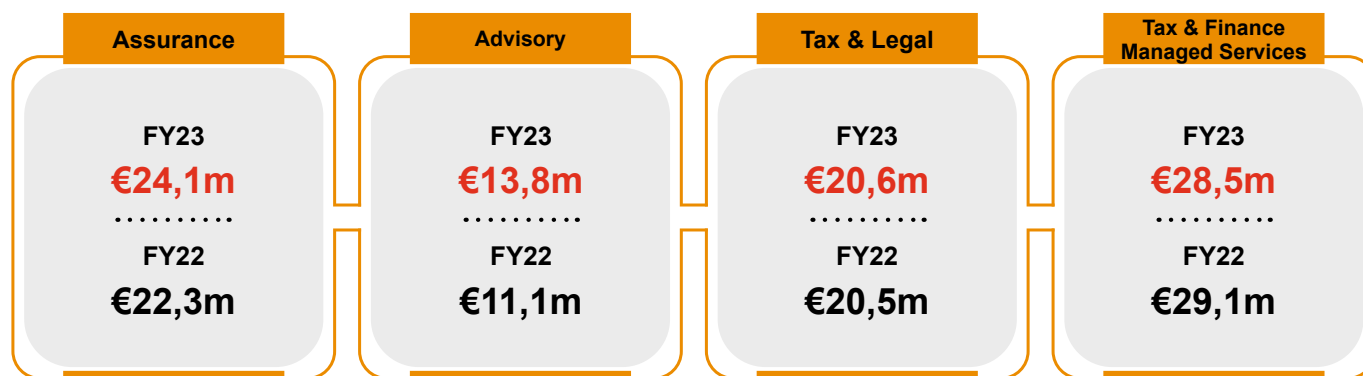 Assurance
FY23
€24,1m
FY22
€22,3m
Advisory
FY23
€13,8m
FY22
€11,1m
Tax & Legal
FY23
€20,6m
FY22
€20,5m
Tax & Finance
Managed Services
FY23
€28,5m
FY22
€29,1m